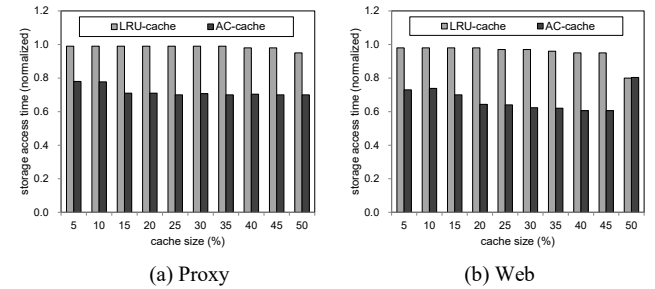 LRU-cache AC-cache
storage access time (normalized)
1.2
1.0
0.8
0.6
0.4
0.2
0.0
5 10 15 20 25 30 35 40 45 50
cache size (%)
(a) Proxy
LRU-cache AC-cache
storage access time (normalized)
1.2
1.0
0.8
0.6
0.4
0.2
0.0
5 10 15 20 25 30 35 40 45 50
cache size (%)
(b) Web